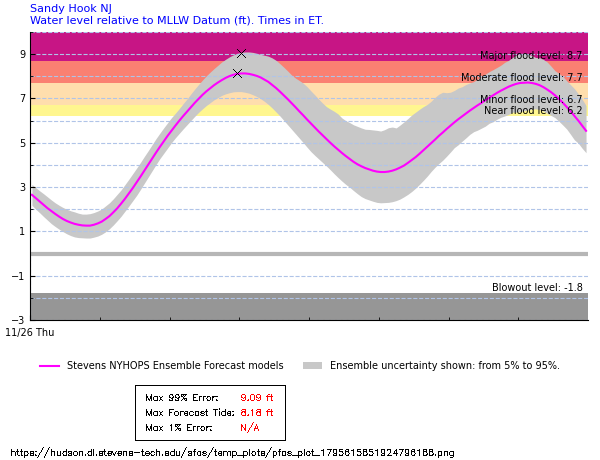 Sandy Hook NJ
Water level relative to MLLW Datum (ft). Times in ET.
9
Major flood level: 8.7
Moderate flood level: 7.7
7
Minor flood level: 6.7
Near flood level: 6.2
5
3
1
−1
Blowout level: -1.8
−3
11/26 Thu
Stevens NYHOPS Ensemble Forecast models
Ensemble uncertainty shown: from 5% to 95%.
Max 99% Error: 9.09 ft
Max Forecast Tide: 8.18 ft
Max 1% Error: N/A
https://hudson.dl.stevens-tech.edu/sfas/temp_plots/pfas_plot_1795615651924796188.png